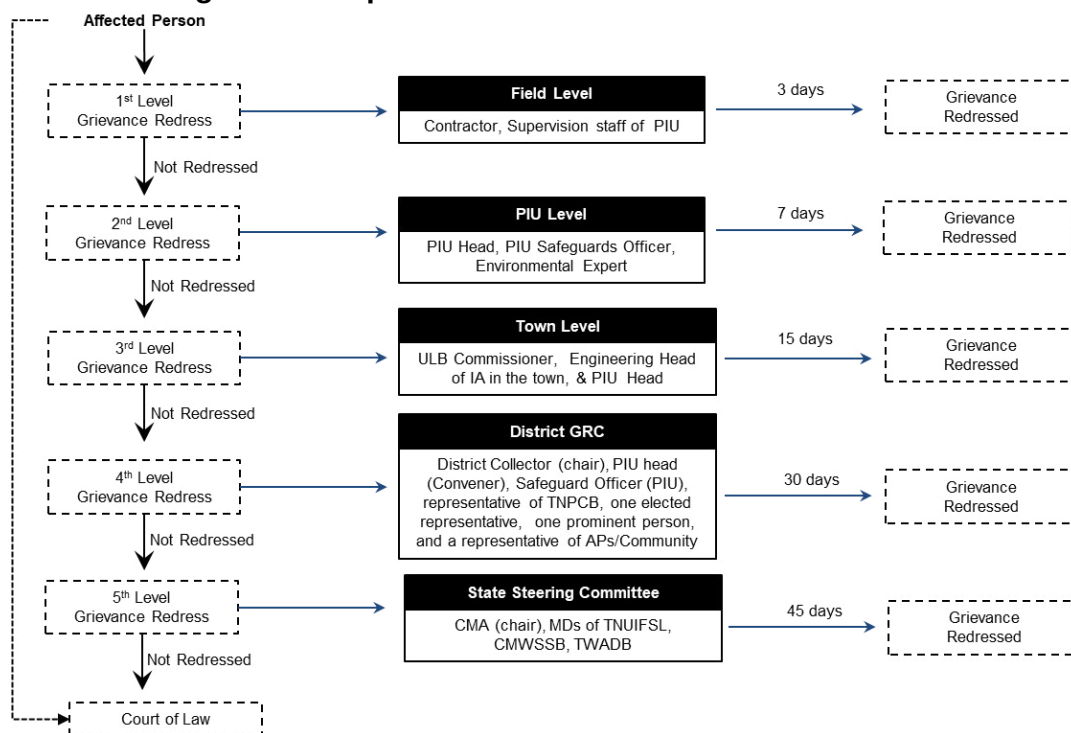 Affected Person
1st Level
Grievance Redress
Field Level
Contractor, Supervision staff of PIU
3 days
Grievance
Redressed
Not Redressed
2nd Level
Grievance Redress
PIU Level
PIU Head, PIU Safeguards Officer,
Environmental Expert
7 days
Grievance
Redressed
Not Redressed
3rd Level
Grievance Redress
Town Level
ULB Commissioner, Engineering Head
of IA in the town, & PIU Head
15 days
Grievance
Redressed
Not Redressed
4th Level
Grievance Redress
District GRC
District Collector (chair), PIU head
(Convener), Safeguard Officer (PIU),
representative of TNPCB, one elected
representative, one prominent person,
and a representative of APs/Community
30 days
Grievance
Redressed
Not Redressed
5th Level
Grievance Redress
State Steering Committee
CMA (chair), MDs of TNUIFSL,
CMWSSB, TWADB
45 days
Grievance
Redressed
Not Redressed
Court of Law